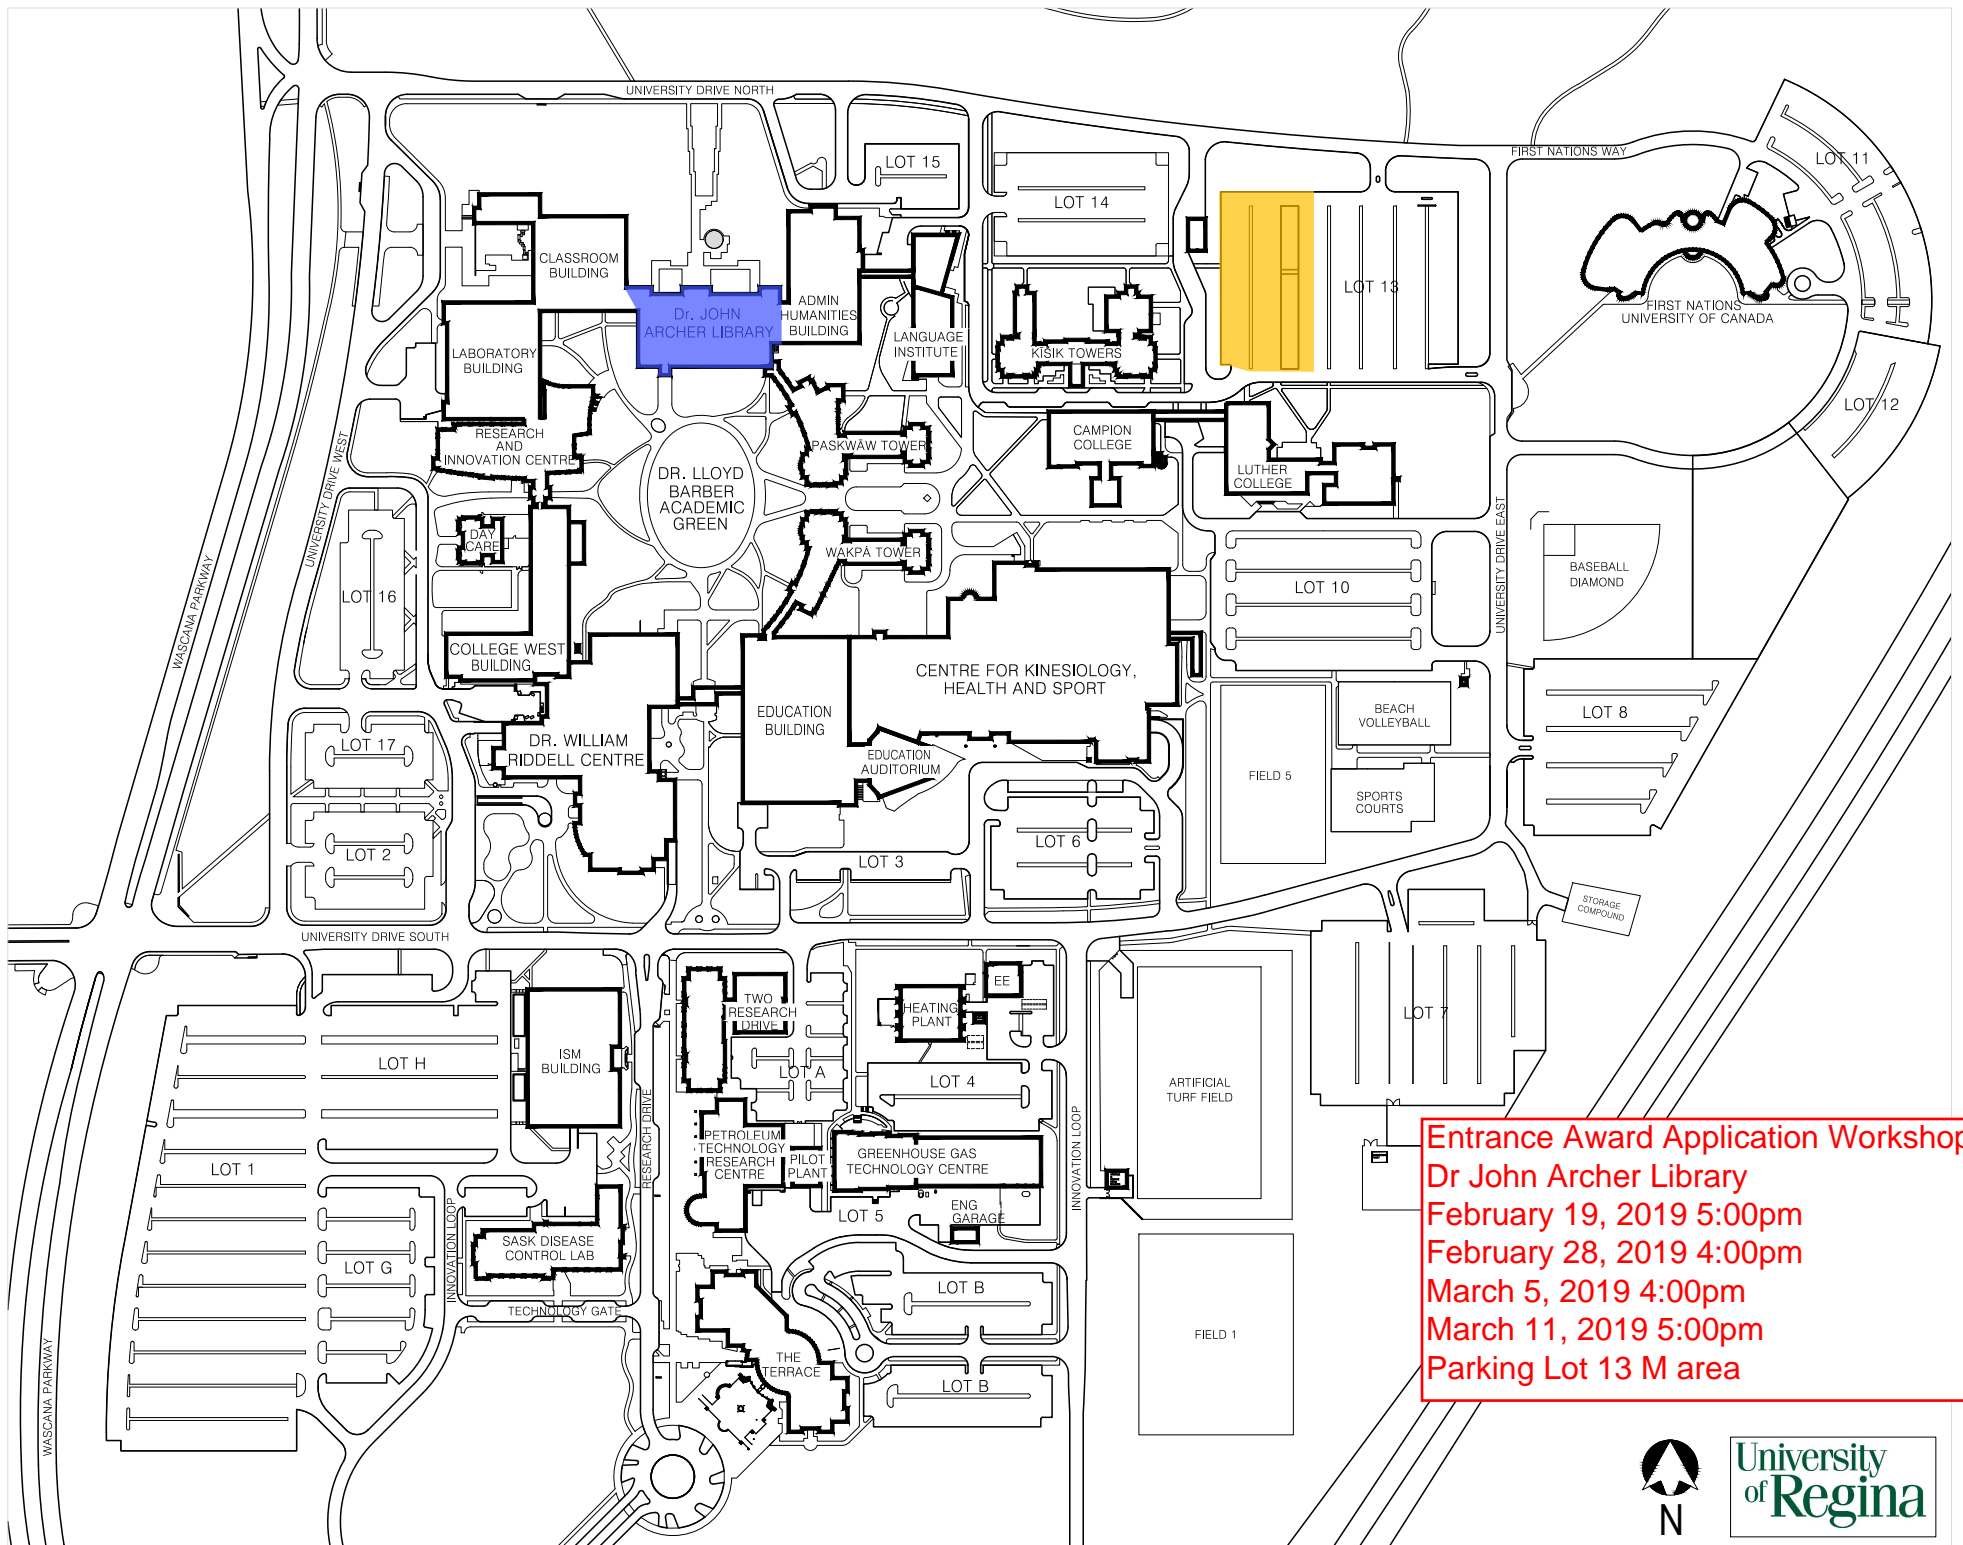 UNIVERSITY DRIVE NORTH
FIRST NATIONS WAY
LOT 11
LOT 15
LOT 14
CLASSROOM
BUILDING
Dr. JOHN
ARCHER LIBRARY
ADMIN
HUMANITIES
BUILDING
LANGUAGE
INSTITUTE
KĪSIK TOWERS
LOT 13
FIRST NATIONS
UNIVERSITY OF CANADA
LABORATORY
BUILDING
LOT 12
RESEARCH
AND
INNOVATION CENTRE
PASKWĀW TOWER
CAMPION
COLLEGE
LUTHER
COLLEGE
DR. LLOYD
BARBER
ACADEMIC
GREEN
UNIVERSITY DRIVE WEST
DAY
CARE
WAKPĀ TOWER
UNIVERSITY DRIVE EAST
BASEBALL
DIAMOND
WASCANA PARKWAY
LOT 16
LOT 10
COLLEGE WEST
BUILDING
CENTRE FOR KINESIOLOGY,
HEALTH AND SPORT
EDUCATION
BUILDING
BEACH
VOLLEYBALL
LOT 8
LOT 17
DR. WILLIAM
RIDDELL CENTRE
EDUCATION
AUDITORIUM
FIELD 5
SPORTS
COURTS
LOT 2
LOT 3
LOT 6
STORAGE
COMPOUND
UNIVERSITY DRIVE SOUTH
TWO
RESEARCH
DRIVE
HEATING
PLANT
EE
LOT 7
LOT H
ISM
BUILDING
LOT A
LOT 4
ARTIFICIAL
TURF FIELD
RESEARCH DRIVE
INNOVATION LOOP
PETROLEUM
TECHNOLOGY
RESEARCH
CENTRE
PILOT
PLANT
GREENHOUSE GAS
TECHNOLOGY CENTRE
LOT 1
LOT 5
ENG
GARAGE
INNOVATION LOOP
SASK DISEASE
CONTROL LAB
LOT G
TECHNOLOGY GATE
LOT B
THE
TERRACE
LOT B
FIELD 1
WASCANA PARKWAY
Entrance Award Application Workshop
Dr John Archer Library
February 19, 2019 5:00pm
February 28, 2019 4:00pm
March 5, 2019 4:00pm
March 11, 2019 5:00pm
Parking Lot 13 M area
N
University
of Regina